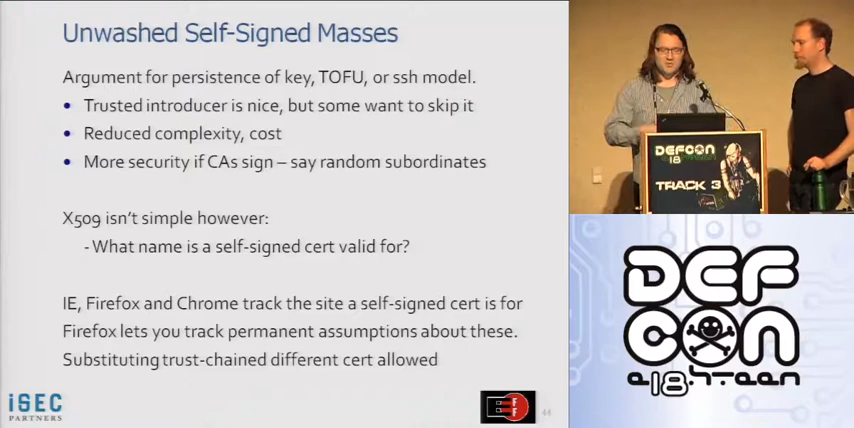 Unwashed Self-Signed Masses
Argument for persistence of key, TOFU, or ssh model.
• Trusted introducer is nice, but some want to skip it
• Reduced complexity, cost
• More security if CAs sign – say random subordinates
X509 isn't simple however:
- What name is a self-signed cert valid for?
IE, Firefox and Chrome track the site a self-signed cert is for
Firefox lets you track permanent assumptions about these.
Substituting trust-chained different cert allowed
iSEC
PARTNERS
EFF
44
DEFCON
18
TRACK 3
DEF
CON
e18hteen